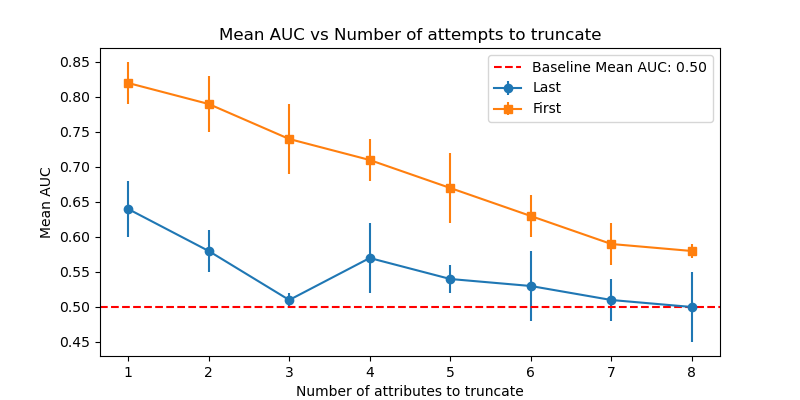 Mean AUC vs Number of attempts to truncate
Baseline Mean AUC: 0.50
Last
First
Mean AUC
0.85
0.80
0.75
0.70
0.65
0.60
0.55
0.50
0.45
1 2 3 4 5 6 7 8
Number of attributes to truncate